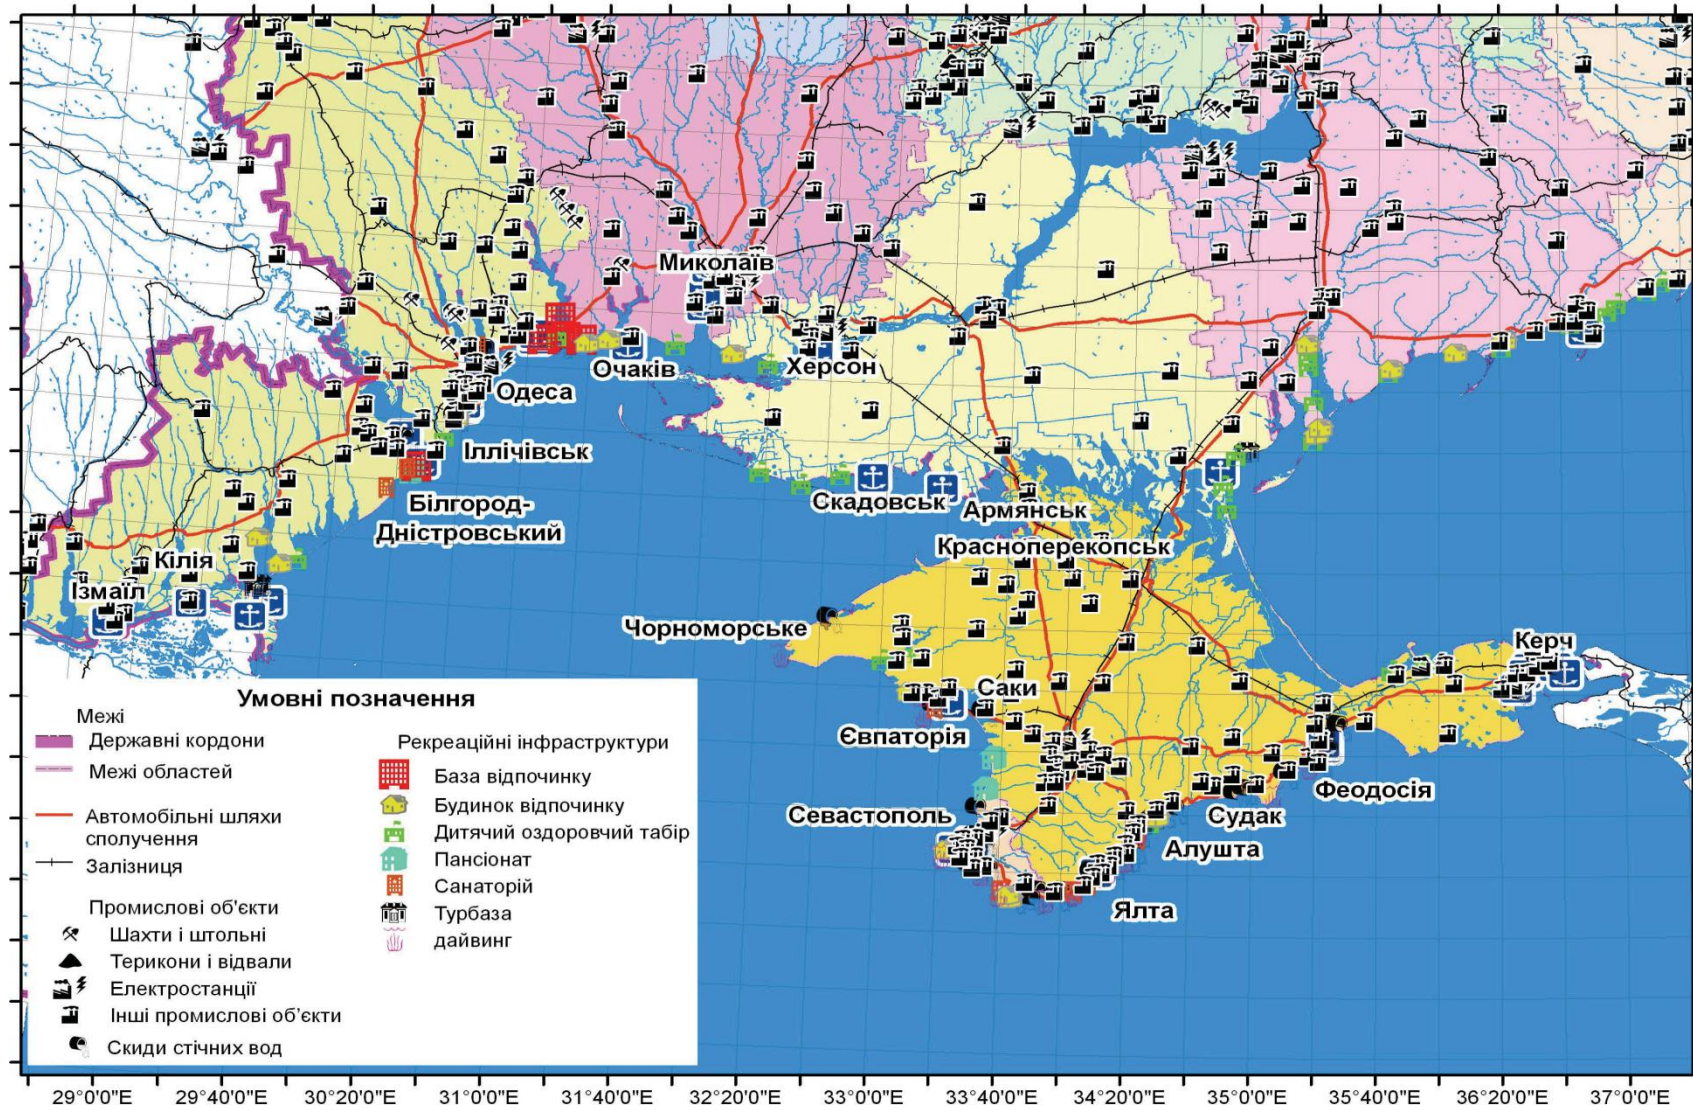 Миколаїв
Очаків
Херсон
Одеса
Іллічівськ
Білгород-
Дністровський
Скадовськ
Армянськ
Красноперекопськ
Кілія
Ізмаїл
Чорноморське
Керч
Саки
Євпаторія
Феодосія
Севастополь
Судак
Алушта
Ялта
Умовні позначення
Межі
Державні кордони
Межі областей
Автомобільні шляхи
сполучення
Залізниця
Промислові об'єкти
Шахти і штольні
Терикони і відвали
Електростанції
Інші промислові об'єкти
Скиди стічних вод
Рекреаційні інфраструктури
База відпочинку
Будинок відпочинку
Дитячий оздоровчий табір
Пансіонат
Санаторій
Турбаза
дайвинг
29°0'0"E 29°40'0"E 30°20'0"E 31°0'0"E 31°40'0"E 32°20'0"E 33°0'0"E 33°40'0"E 34°20'0"E 35°0'0"E 35°40'0"E 36°20'0"E 37°0'0"E